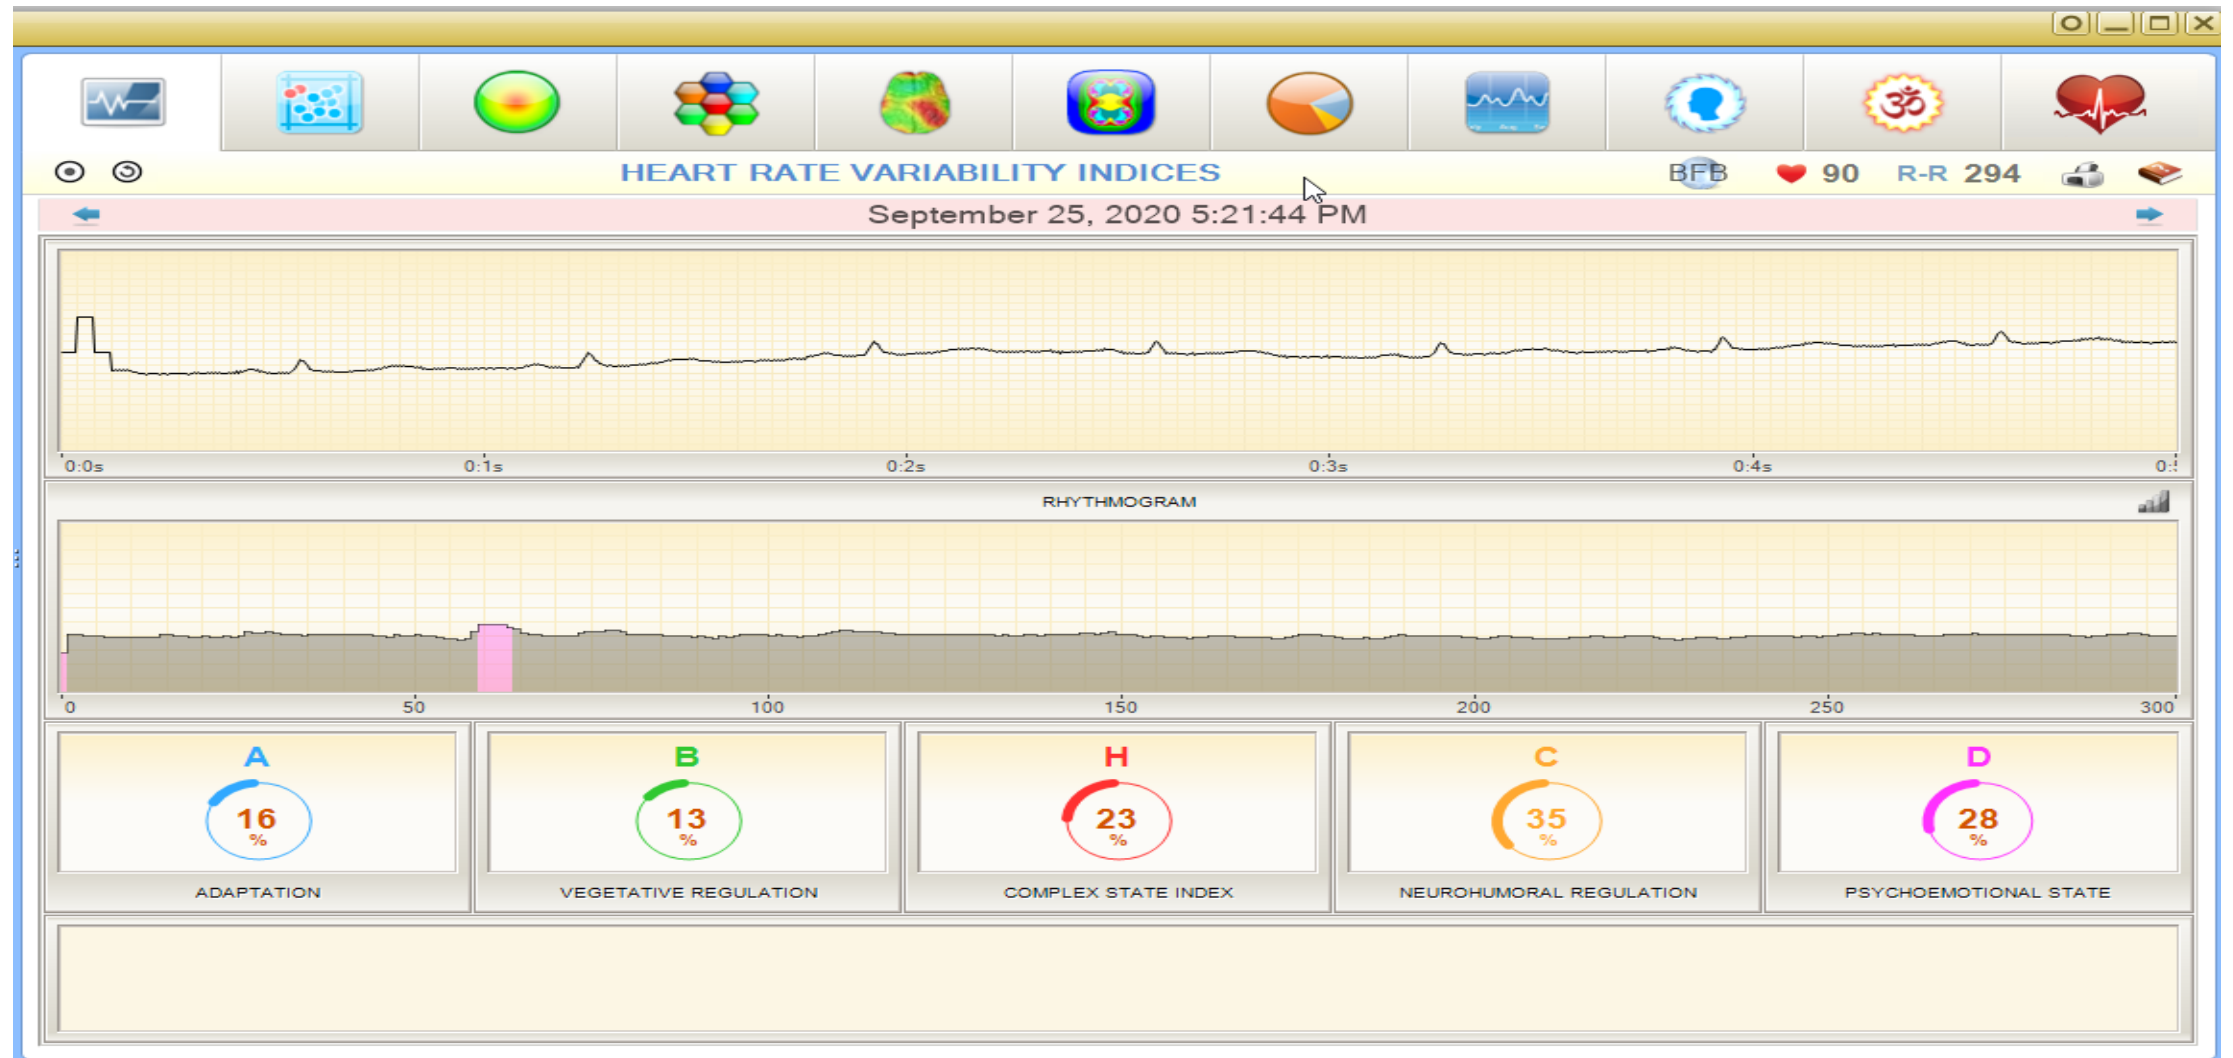 HEART RATE VARIABILITY INDICES BFB 90 R-R 294
September 25, 2020 5:21:44 PM
0:0s 0:1s 0:2s 0:3s 0:4s
RHYTHMOGRAM
0 50 100 150 200 250 300
A B H C D
16 13 23 35 28
% % % % %
ADAPTATION VEGETATIVE REGULATION COMPLEX STATE INDEX NEUROHUMORAL REGULATION PSYCHOEMOTIONAL STATE